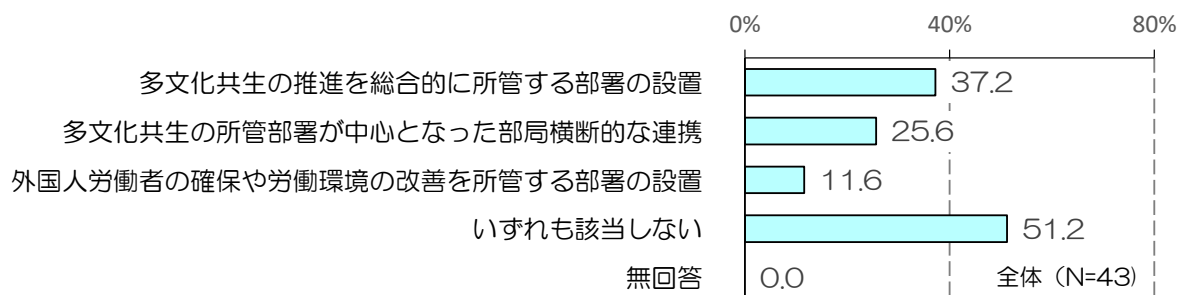 0% 40% 80%
多文化共生の推進を総合的に所管する部署の設置 37.2
多文化共生の所管部署が中心となった部局横断的な連携 25.6
外国人労働者の確保や労働環境の改善を所管する部署の設置 11.6
いずれも該当しない 51.2
無回答 0.0 全体（N=43)